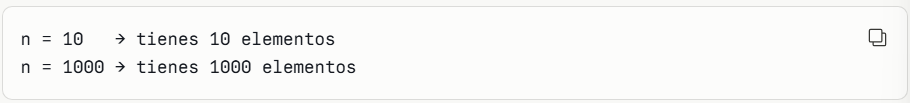 n = 10   → tienes 10 elementos
n = 1000 → tienes 1000 elementos